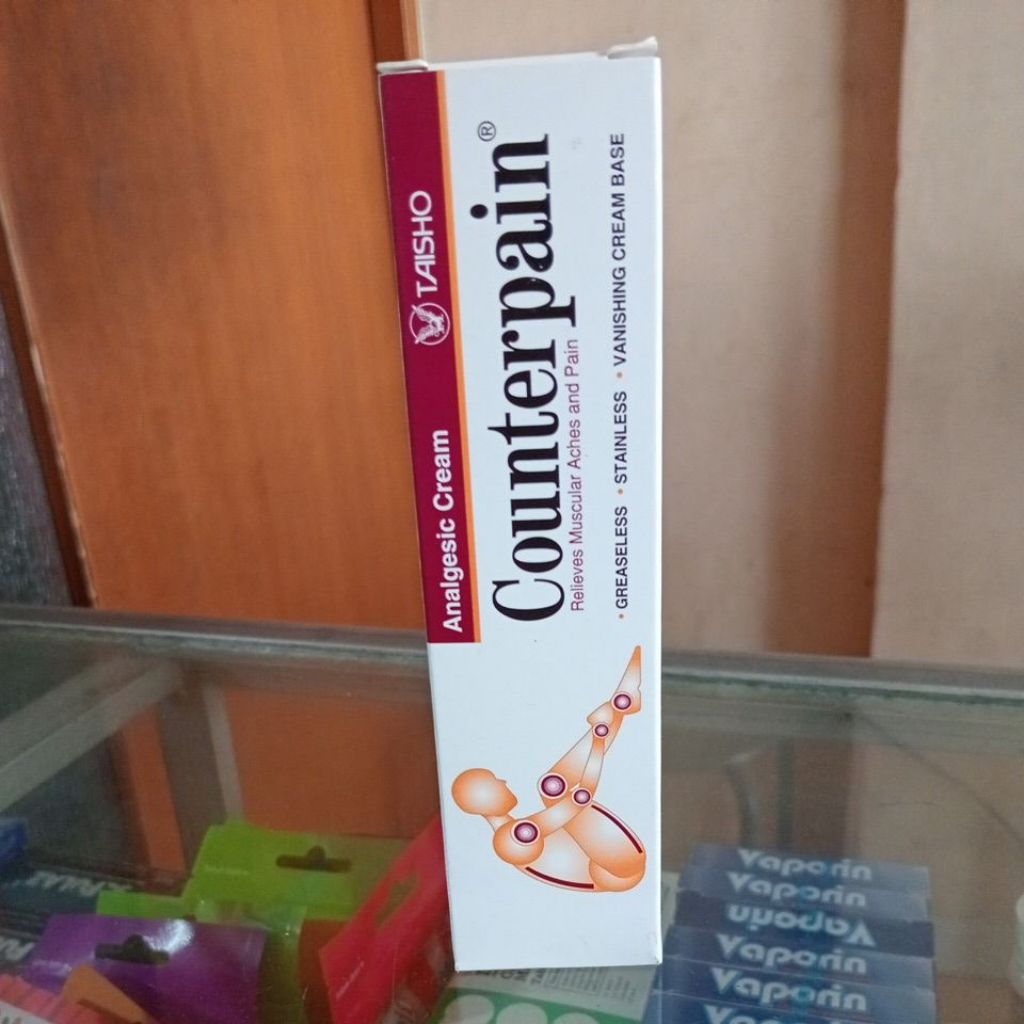 Analgesic Cream
TAISHO
Counterpain®
Relieves Muscular Aches and Pain
• GREASELESS • STAINLESS • VANISHING CREAM BASE
Vaporin
Vaporin
Vaporin
Vaporin
Vaporin
Vaporin